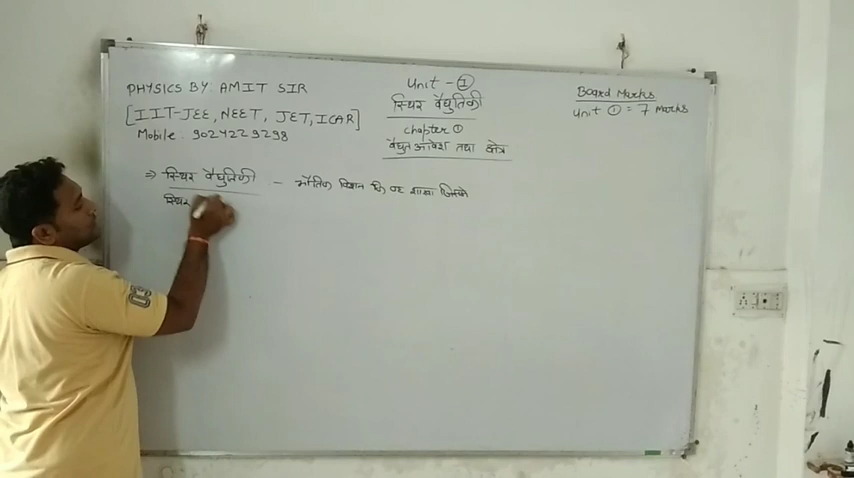 PHYSICS BY. AMIT SIR
[IIT-JEE, NEET, JET, ICAR]
Mobile. 9024229298
Unit - ①
स्थिर वैद्युतिकी
chapter ①
वैद्युत आवेश तथा क्षेत्र
Board Marks
Unit ① = 7 Marks
⇒ स्थिर वैद्युतिकी - भौतिक विज्ञान कि वह शाखा जिसमें
स्थिर